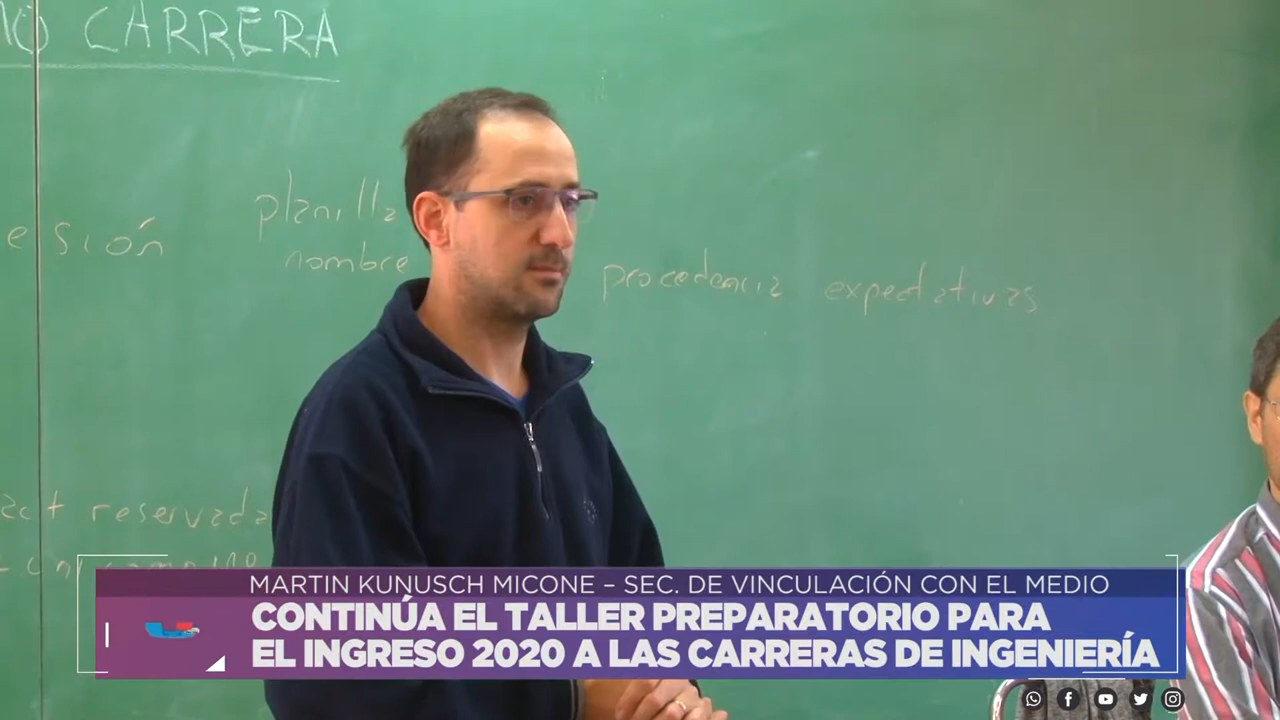 CARRERA
esión
planilla
nombre
procedencia expectativas
reservada
MARTIN KUNUSCH MICONE – SEC. DE VINCULACIÓN CON EL MEDIO
CONTINÚA EL TALLER PREPARATORIO PARA
EL INGRESO 2020 A LAS CARRERAS DE INGENIERÍA